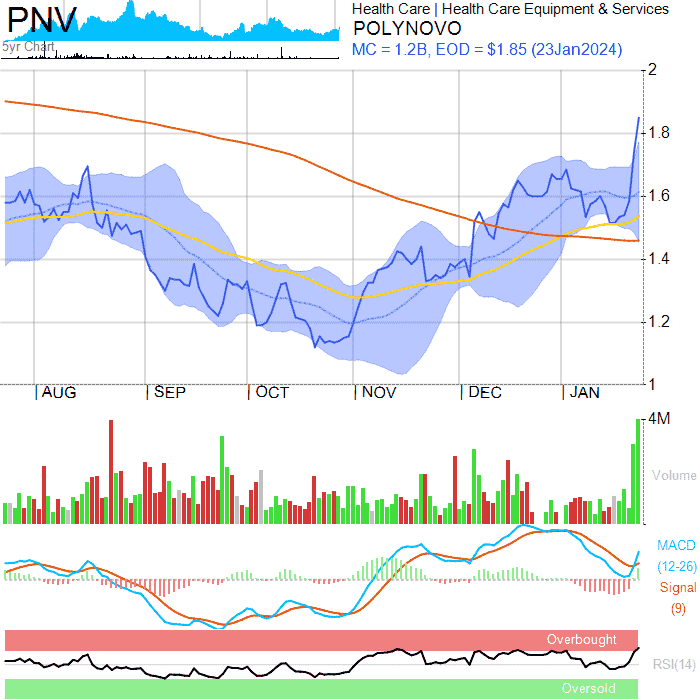 PNV
5yr Chart
Health Care | Health Care Equipment & Services
POLYNOVO
MC = 1.2B, EOD = $1.85 (23Jan2024)
2
1.8
1.6
1.4
1.2
1
| AUG | SEP | OCT | NOV | DEC | JAN
4M
Volume
MACD
(12-26)
Signal
(9)
Overbought
RSI(14)
Oversold